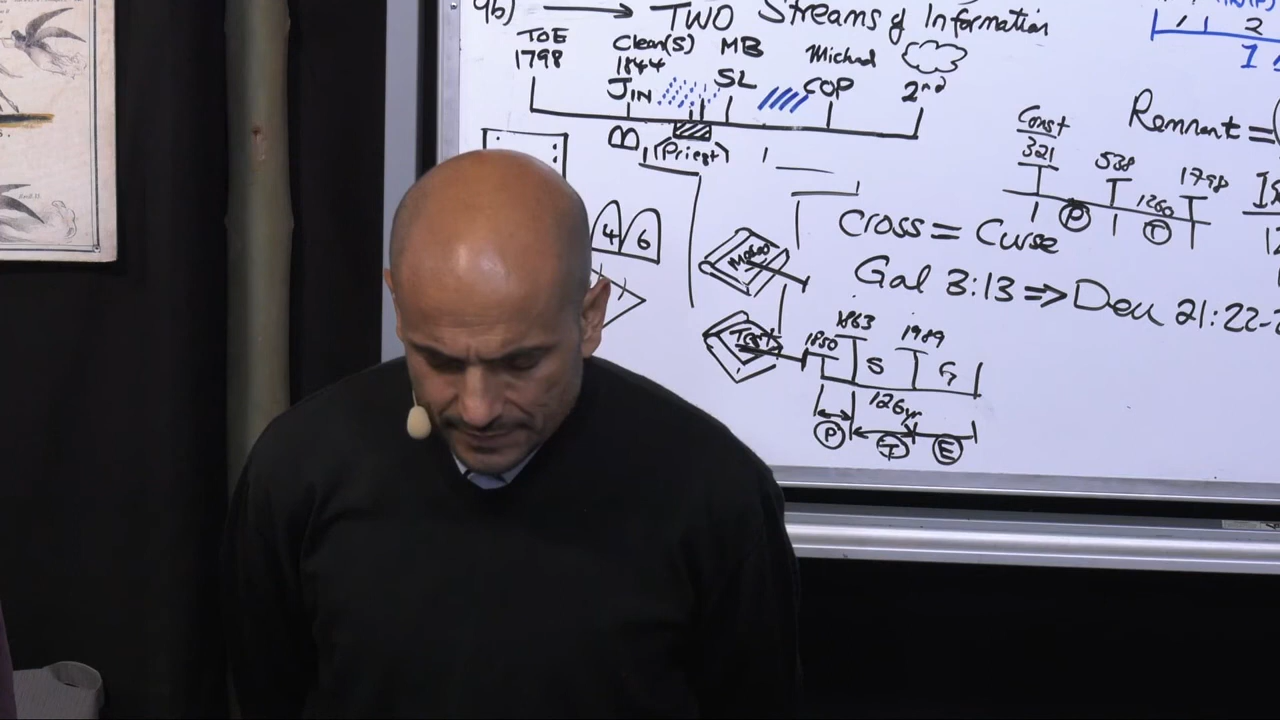 9b) → TWO Streams of Information
TOE
1798
Clean(S)
1844
JIN
MB
SL
Michael
COP
2nd
(Priest)
4 6
Cross = Curse
Gal 3:13 ⇒ Deu 21:22-
1850
1863
1989
S
G
126yr
P
T
E
Const
321
538
1798
1260
P
T
Remnant =
2